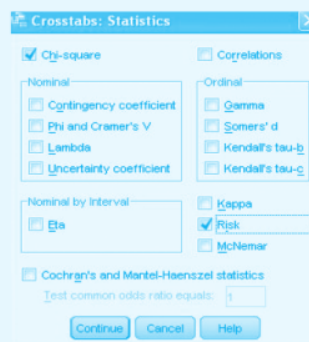 Crosstabs: Statistics
Chi-square
Correlations
Nominal
Contingency coefficient
Phi and Cramer's V
Lambda
Uncertainty coefficient
Ordinal
Gamma
Somers' d
Kendall's tau-b
Kendall's tau-c
Nominal by Interval
Eta
Kappa
Risk
McNemar
Cochran's and Mantel-Haenszel statistics
Test common odds ratio equals: 1
Continue Cancel Help